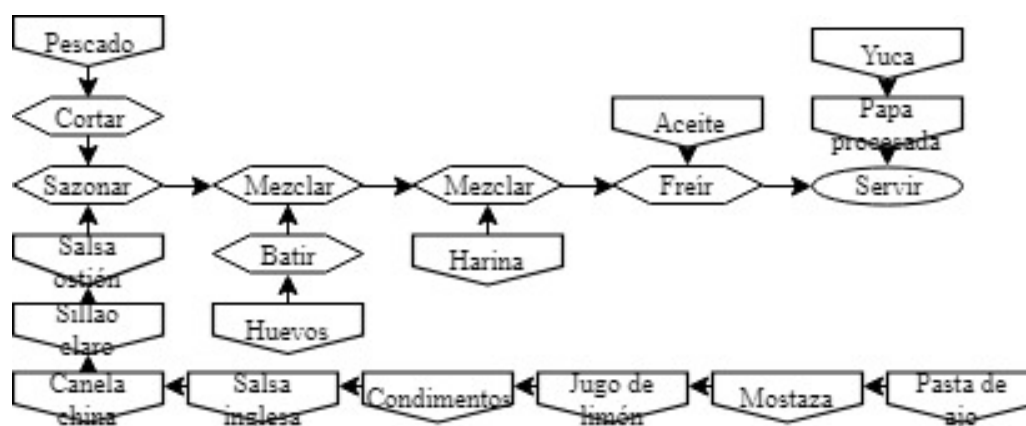 Pescado
Yuca
Cortar
Aceite
Papa
procesada
Sazonar
Mezclar
Mezclar
Freír
Servir
Salsa
ostión
Batir
Harina
Sillao
claro
Huevos
Canela
china
Salsa
inglesa
Condimentos
Jugo de
limón
Mostaza
Pasta de
ajo